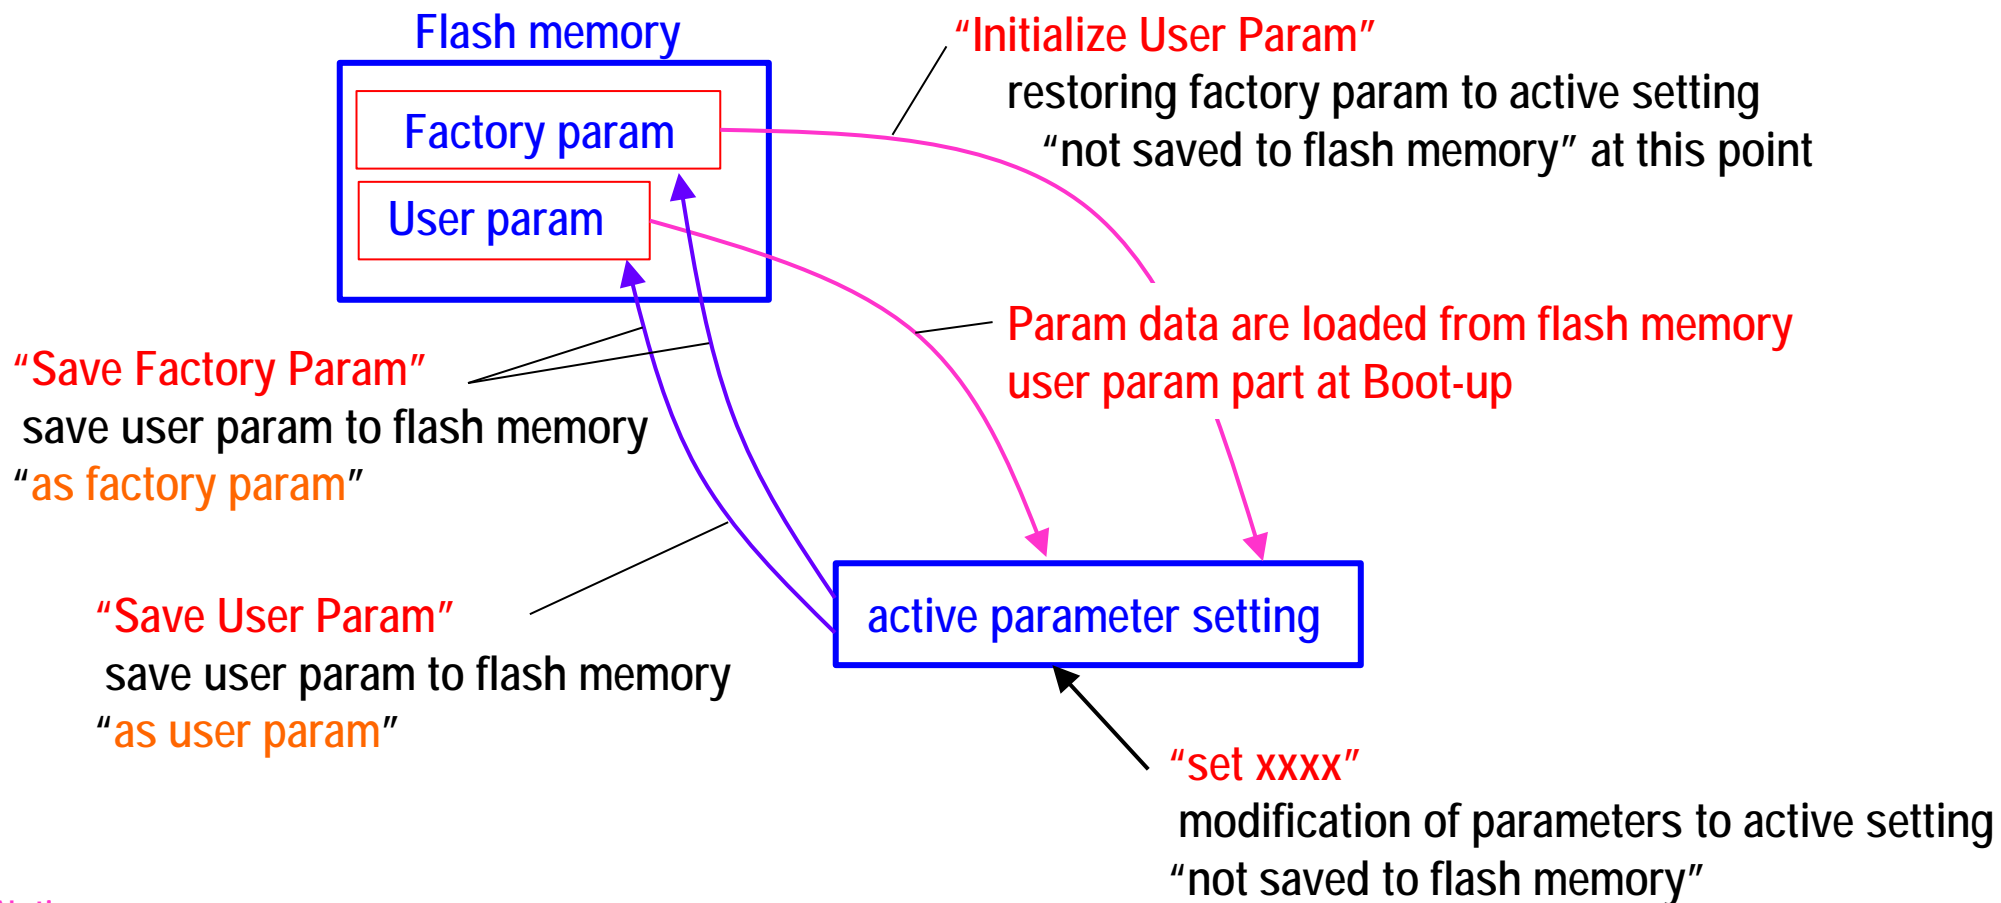 Flash memory
Factory param
User param
“Initialize User Param”
restoring factory param to active setting
“not saved to flash memory” at this point
Param data are loaded from flash memory
user param part at Boot-up
“Save Factory Param”
save user param to flash memory
“as factory param”
“Save User Param”
save user param to flash memory
“as user param”
active parameter setting
“set xxxx”
modification of parameters to active setting
“not saved to flash memory”